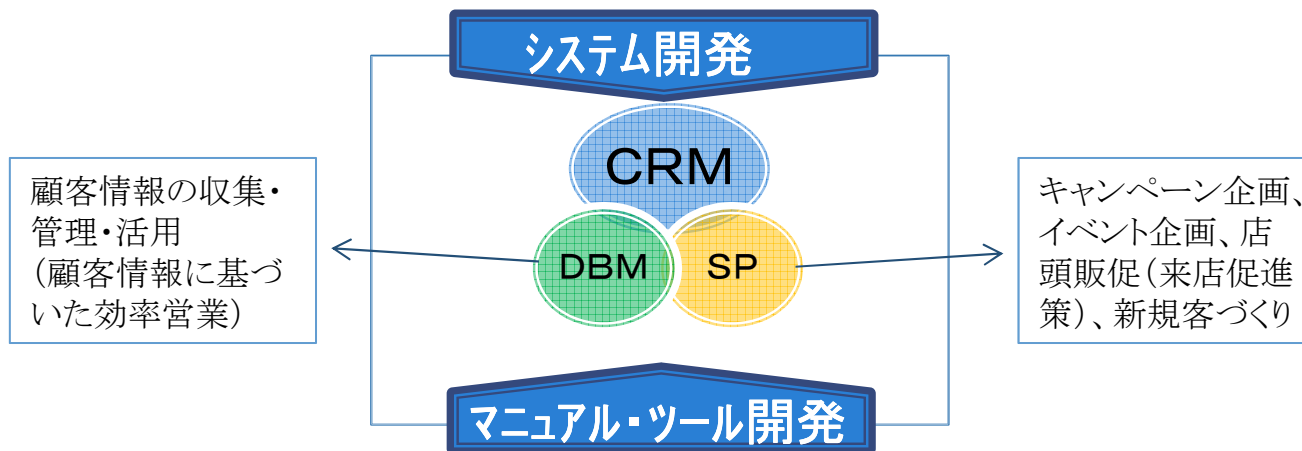 システム開発
CRM
顧客情報の収集・
管理・活用
（顧客情報に基づ
いた効率営業）
DBM
SP
キャンペーン企画、
イベント企画、店
頭販促（来店促進
策）、新規客づくり
マニュアル・ツール開発